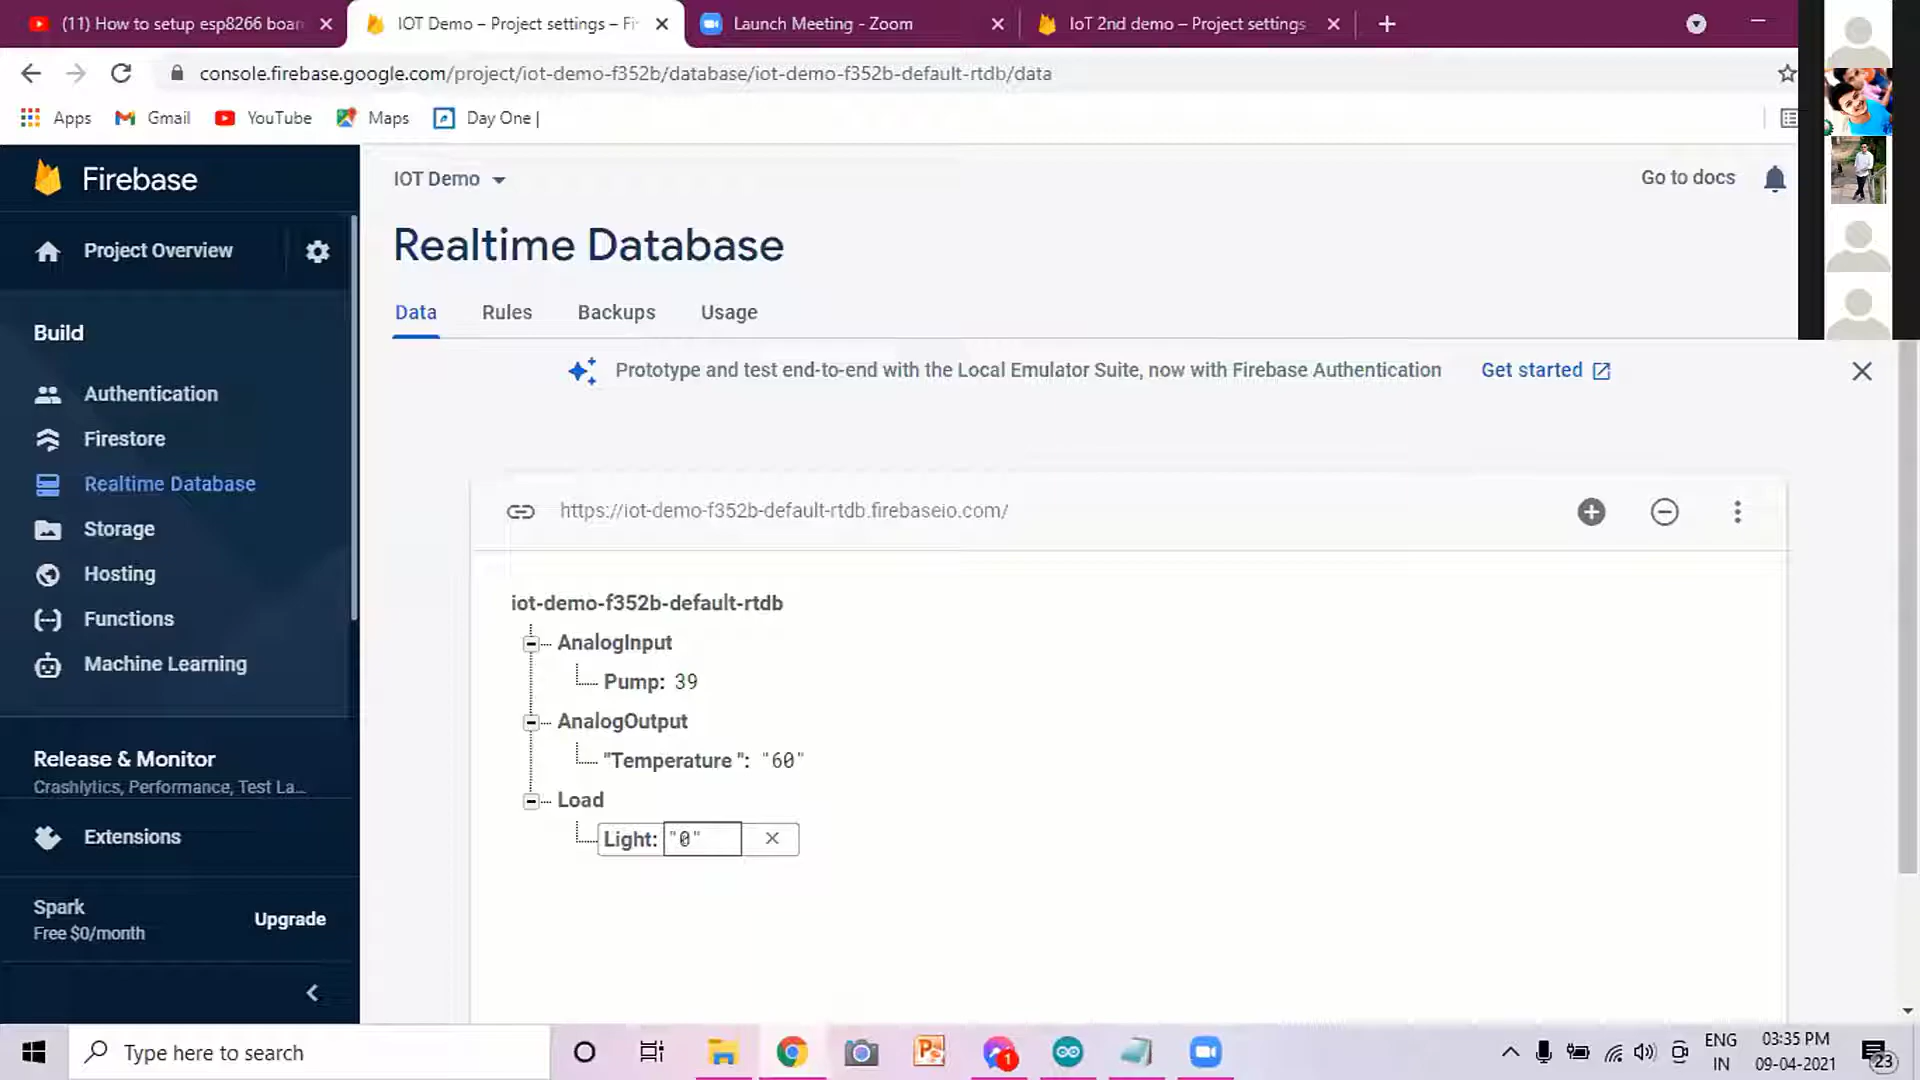 (11) How to setup esp8266 boar
IOT Demo – Project settings – Fi
Launch Meeting - Zoom
IoT 2nd demo – Project settings
console.firebase.google.com/project/iot-demo-f352b/database/iot-demo-f352b-default-rtdb/data
Apps
Gmail
YouTube
Maps
Day One |
Firebase
Project Overview
Build
Authentication
Firestore
Realtime Database
Storage
Hosting
Functions
Machine Learning
Release & Monitor
Crashlytics, Performance, Test La...
Extensions
Spark
Free $0/month
Upgrade
IOT Demo
Go to docs
Realtime Database
Data
Rules
Backups
Usage
Prototype and test end-to-end with the Local Emulator Suite, now with Firebase Authentication
Get started
https://iot-demo-f352b-default-rtdb.firebaseio.com/
iot-demo-f352b-default-rtdb
AnalogInput
Pump: 39
AnalogOutput
"Temperature ": "60"
Load
Light: "0"
Type here to search
1
ENG
IN
03:35 PM
09-04-2021
23